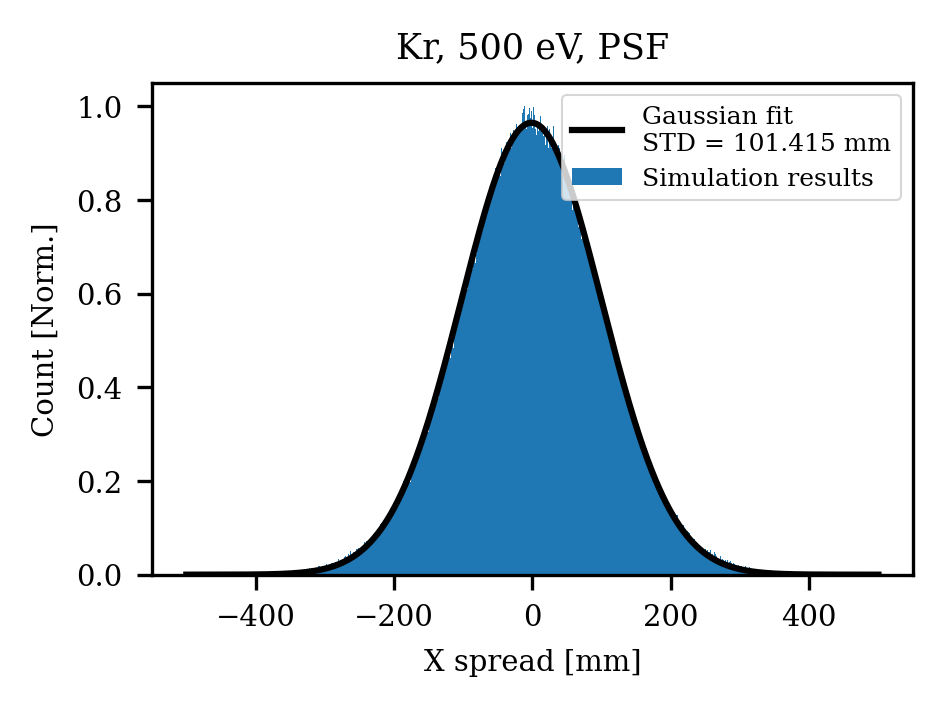 Kr, 500 eV, PSF
1.0
0.8
0.6
0.4
0.2
0.0
Count [Norm.]
Gaussian fit
STD = 101.415 mm
Simulation results
−400
−200
0
200
400
X spread [mm]